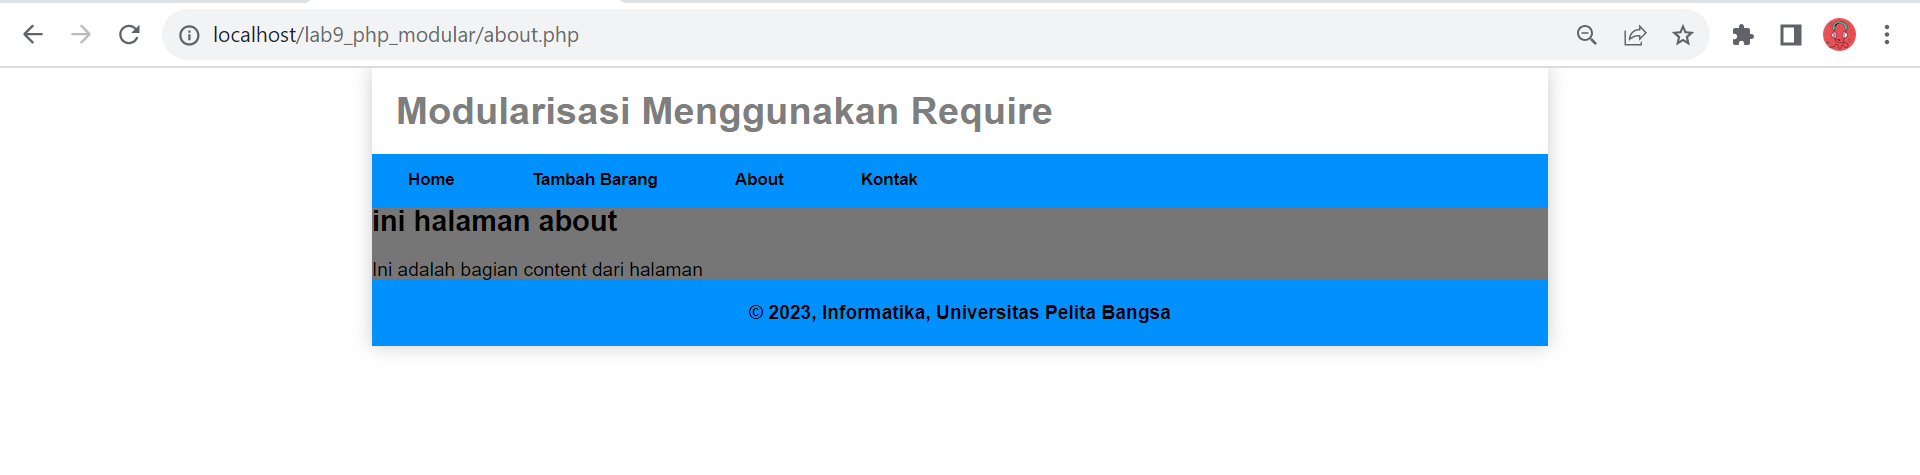 localhost/lab9_php_modular/about.php
Modularisasi Menggunakan Require
Home Tambah Barang About Kontak
ini halaman about
Ini adalah bagian content dari halaman
© 2023, Informatika, Universitas Pelita Bangsa